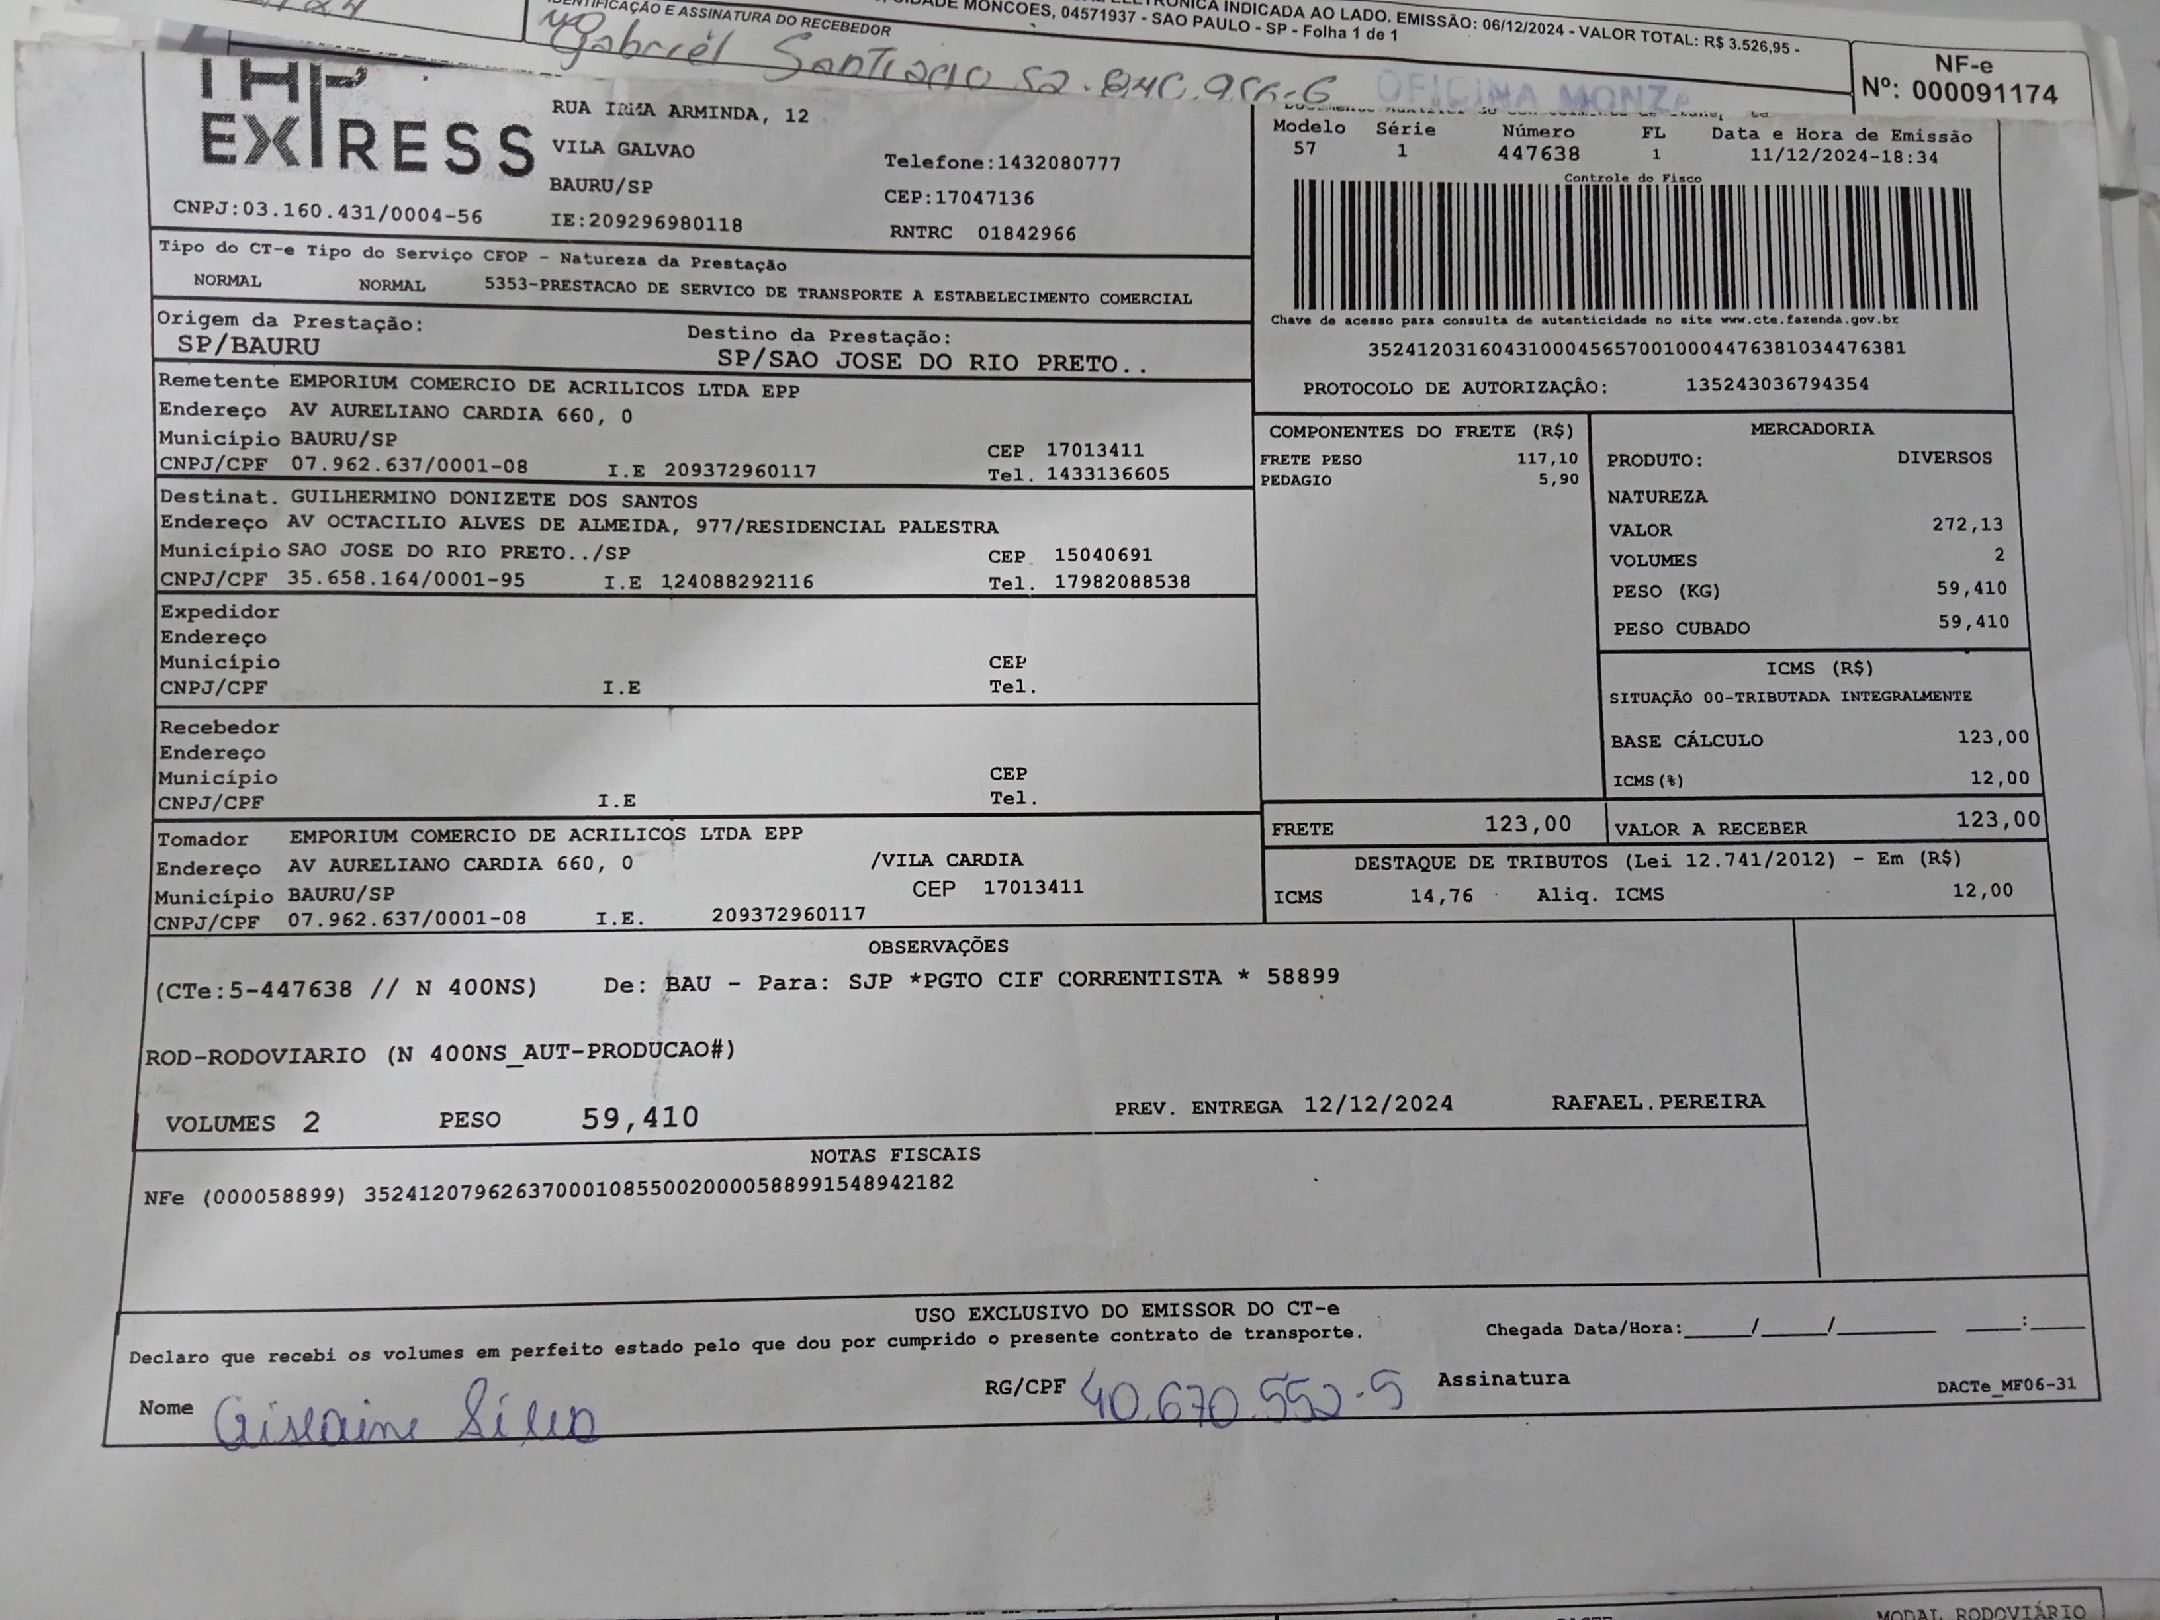 IDENTIFICAÇÃO E ASSINATURA DO RECEBEDOR
INDICADA AO LADO. EMISSÃO: 06/12/2024 - VALOR TOTAL: R$ 3.526,95 -
MONCOES, 04571937 - SAO PAULO - SP - Folha 1 de 1
NF-e
Nº: 000091174
Gabriel Santiago
OFICINA MONZA
THP
EXPRESS
RUA IRMA ARMINDA, 12
VILA GALVAO
BAURU/SP
IE:209296980118
Telefone:1432080777
CEP:17047136
RNTRC 01842966
CNPJ:03.160.431/0004-56
Modelo Série Número FL Data e Hora de Emissão
57 1 447638 1 11/12/2024-18:34
Controle do Fisco
Chave de acesso para consulta de autenticidade no site www.cte.fazenda.gov.br
35241203160431000456570010004476381034476381
PROTOCOLO DE AUTORIZAÇÂO: 135243036794354
Tipo do CT-e Tipo do Serviço CFOP - Natureza da Prestação
NORMAL NORMAL 5353-PRESTACAO DE SERVICO DE TRANSPORTE A ESTABELECIMENTO COMERCIAL
Origem da Prestação: Destino da Prestação:
SP/BAURU SP/SAO JOSE DO RIO PRETO..
Remetente EMPORIUM COMERCIO DE ACRILICOS LTDA EPP
Endereço AV AURELIANO CARDIA 660, 0
Município BAURU/SP CEP 17013411
CNPJ/CPF 07.962.637/0001-08 I.E 209372960117 Tel. 1433136605
Destinat. GUILHERMINO DONIZETE DOS SANTOS
Endereço AV OCTACILIO ALVES DE ALMEIDA, 977/RESIDENCIAL PALESTRA
Município SAO JOSE DO RIO PRETO../SP CEP 15040691
CNPJ/CPF 35.658.164/0001-95 I.E 124088292116 Tel. 17982088538
Expedidor
Endereço
Município CEP
CNPJ/CPF I.E Tel.
Recebedor
Endereço
Município CEP
CNPJ/CPF I.E Tel.
Tomador EMPORIUM COMERCIO DE ACRILICOS LTDA EPP
Endereço AV AURELIANO CARDIA 660, 0 /VILA CARDIA
Município BAURU/SP CEP 17013411
CNPJ/CPF 07.962.637/0001-08 I.E. 209372960117
COMPONENTES DO FRETE (R$)
FRETE PESO 117,10
PEDAGIO 5,90
MERCADORIA
PRODUTO: DIVERSOS
NATUREZA
VALOR 272,13
VOLUMES 2
PESO (KG) 59,410
PESO CUBADO 59,410
ICMS (R$)
SITUAÇÃO 00-TRIBUTADA INTEGRALMENTE
BASE CÁLCULO 123,00
ICMS(%) 12,00
FRETE 123,00 VALOR A RECEBER 123,00
DESTAQUE DE TRIBUTOS (Lei 12.741/2012) - Em (R$)
ICMS 14,76 Aliq. ICMS 12,00
OBSERVAÇÕES
(CTe:5-447638 // N 400NS) De: BAU - Para: SJP *PGTO CIF CORRENTISTA * 58899
ROD-RODOVIARIO (N 400NS_AUT-PRODUCAO#)
VOLUMES 2 PESO 59,410 PREV. ENTREGA 12/12/2024 RAFAEL.PEREIRA
NOTAS FISCAIS
NFe (000058899) 35241207962637000108550020000588991548942182
USO EXCLUSIVO DO EMISSOR DO CT-e
Declaro que recebi os volumes em perfeito estado pelo que dou por cumprido o presente contrato de transporte. Chegada Data/Hora:_____/_____/________ ____:____
Nome Gislaine Silva RG/CPF 40.670.552-5 Assinatura DACTe_MF06-31
MODAL RODOVIÁRIO